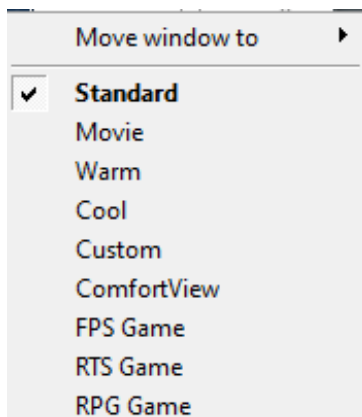 Move window to
Standard
Movie
Warm
Cool
Custom
ComfortView
FPS Game
RTS Game
RPG Game